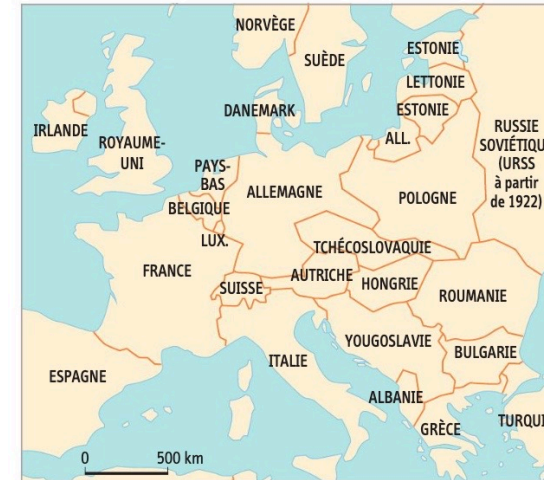 NORVÈGE
SUÈDE
ESTONIE
LETTONIE
ESTONIE
DANEMARK
ALL.
IRLANDE
ROYAUME-
UNI
RUSSIE
SOVIÉTIQU
(URSS
à partir
de 1922)
PAYS-
BAS
ALLEMAGNE
POLOGNE
BELGIQUE
LUX.
TCHÉCOSLOVAQUIE
FRANCE
SUISSE
AUTRICHE
HONGRIE
ROUMANIE
YOUGOSLAVIE
BULGARIE
ITALIE
ESPAGNE
ALBANIE
GRÈCE
TURQUI
0 500 km